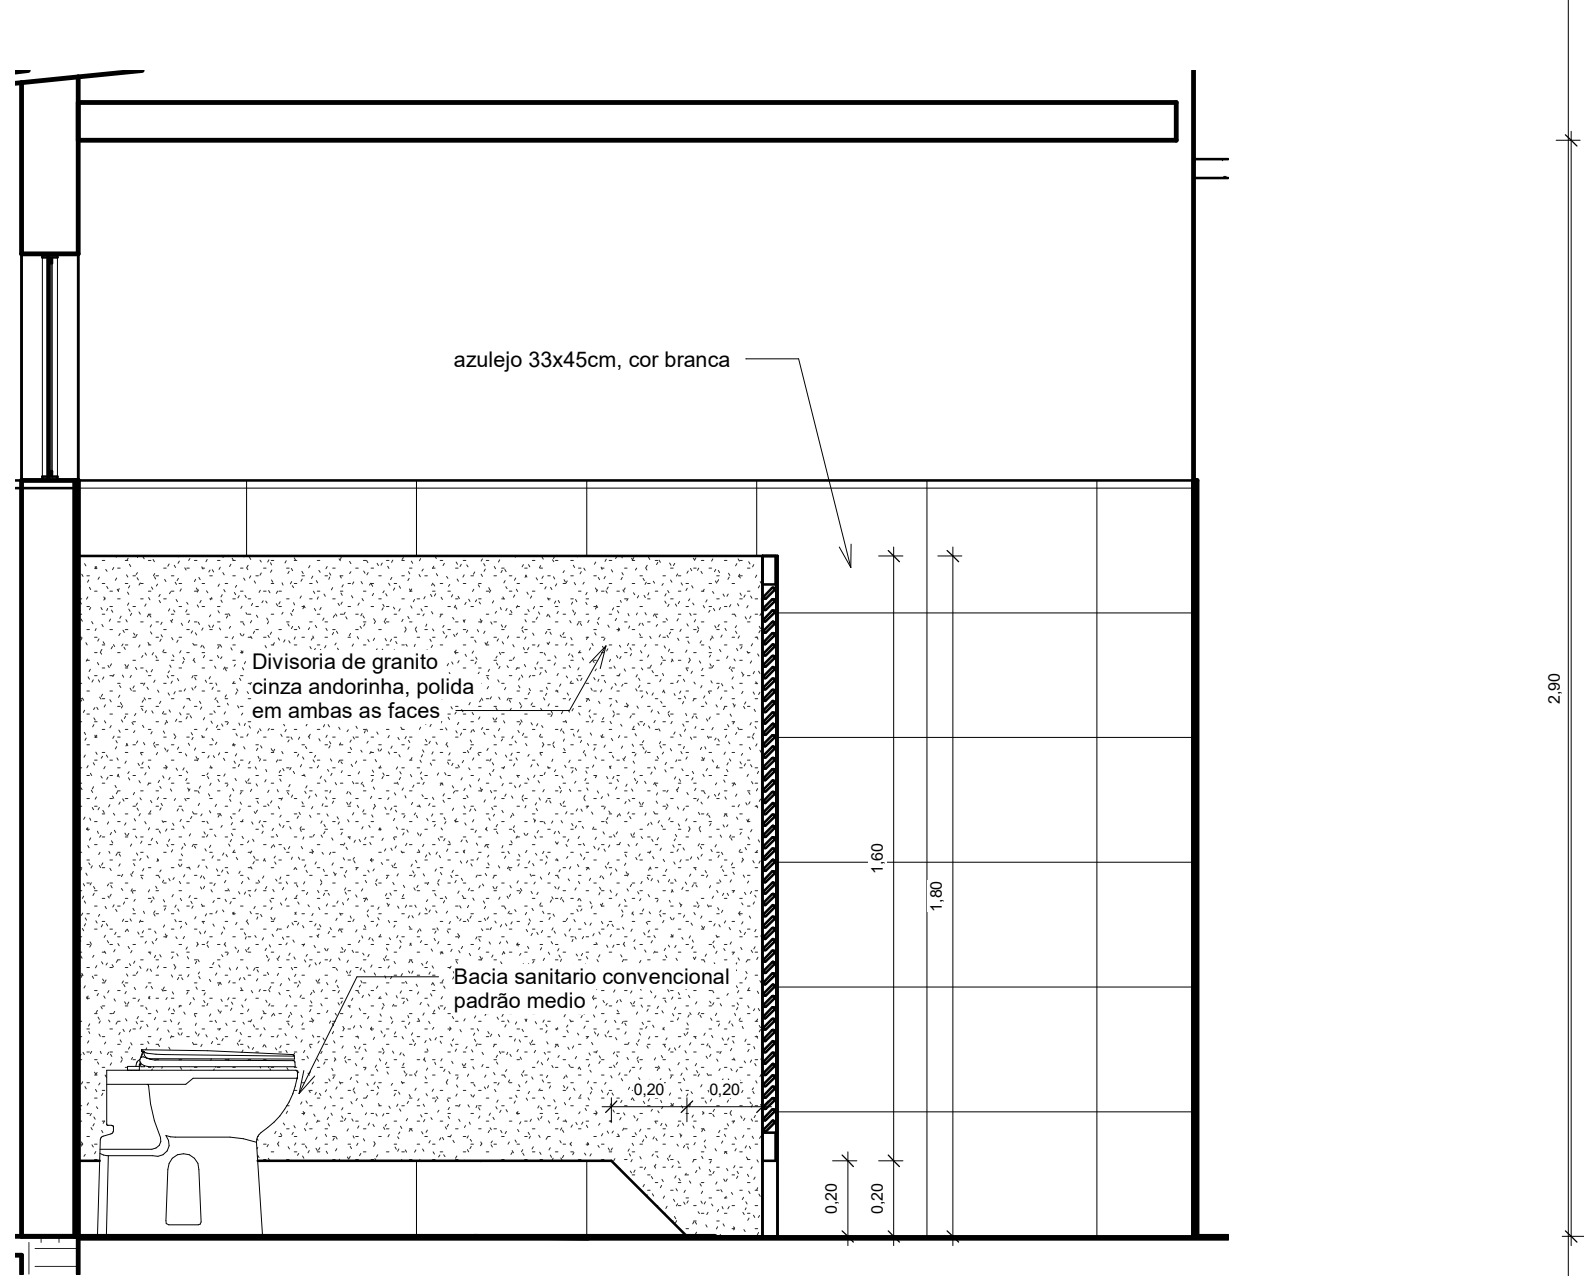 azulejo 33x45cm, cor branca
Divisoria de granito
cinza andorinha, polida
em ambas as faces
2,90
1,60
1,80
Bacia sanitario convencional
padrão medio
0,20
0,20
0,20
0,20